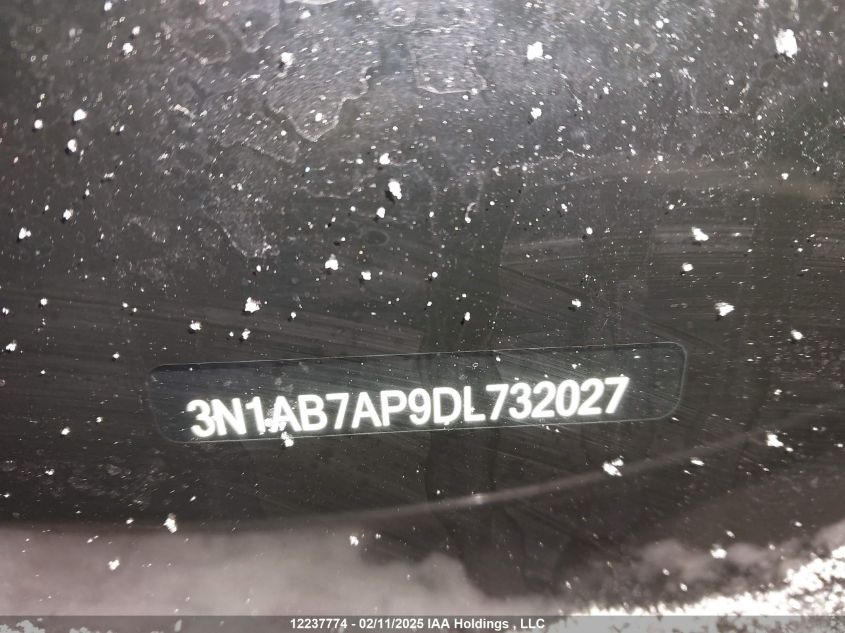 3N1AB7AP9DL732027
12237774 - 02/11/2025 IAA Holdings , LLC